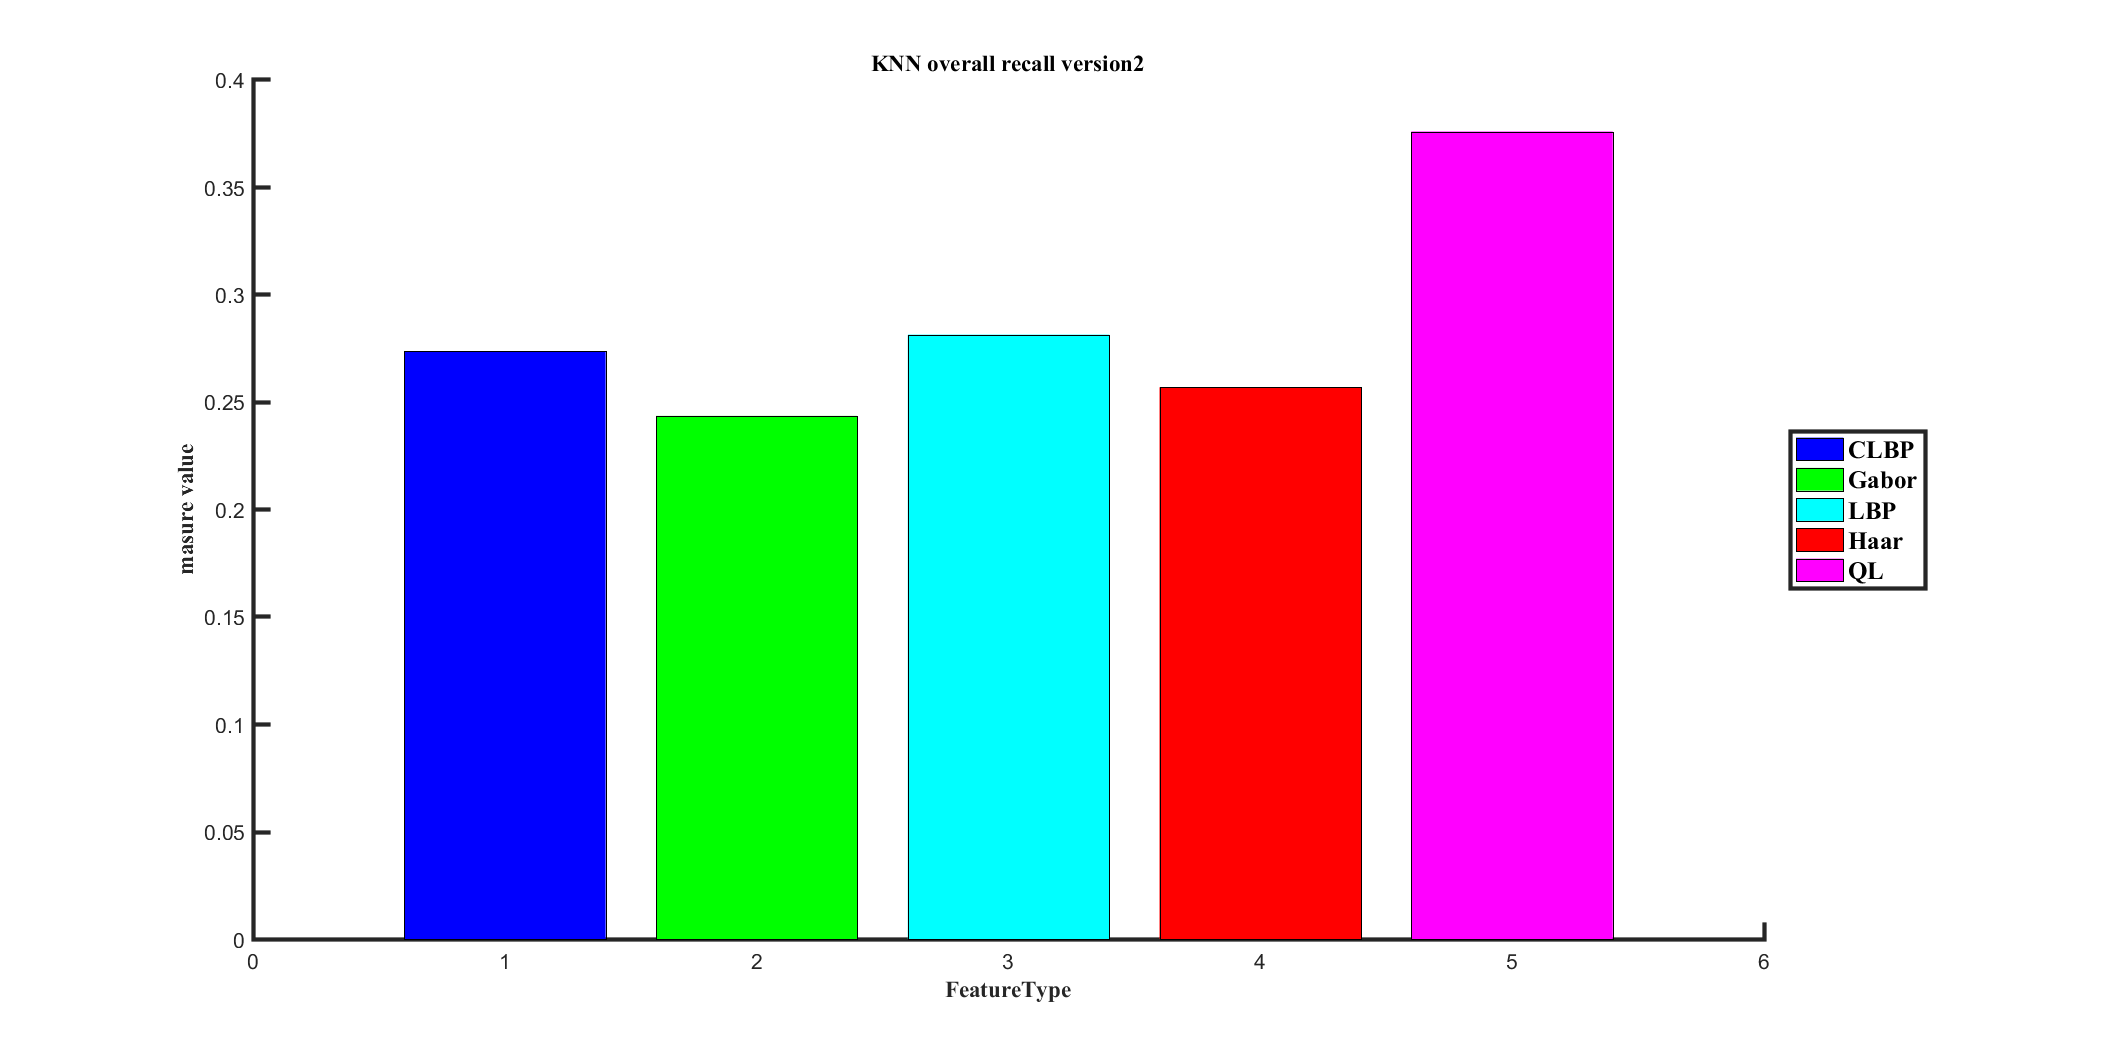 KNN overall recall version2
0.4
0.35
0.3
0.25
0.2
0.15
0.1
0.05
0
masure value
0 1 2 3 4 5 6
FeatureType
CLBP
Gabor
LBP
Haar
QL